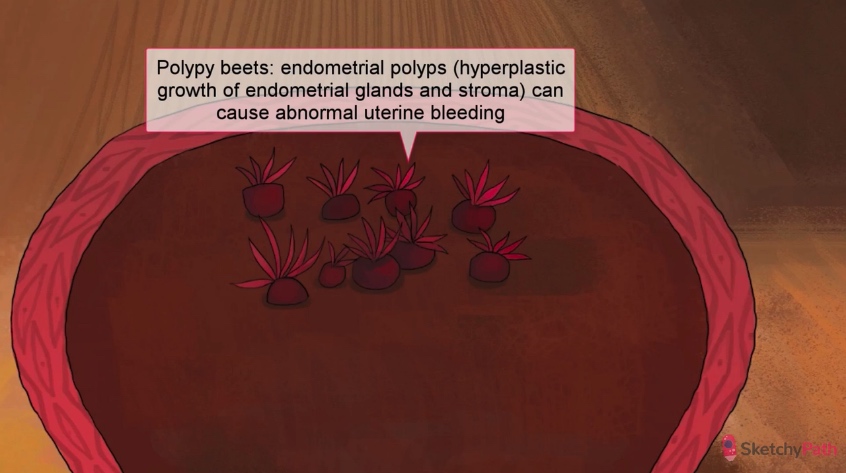 Polypy beets: endometrial polyps (hyperplastic
growth of endometrial glands and stroma) can
cause abnormal uterine bleeding
SketchyPath